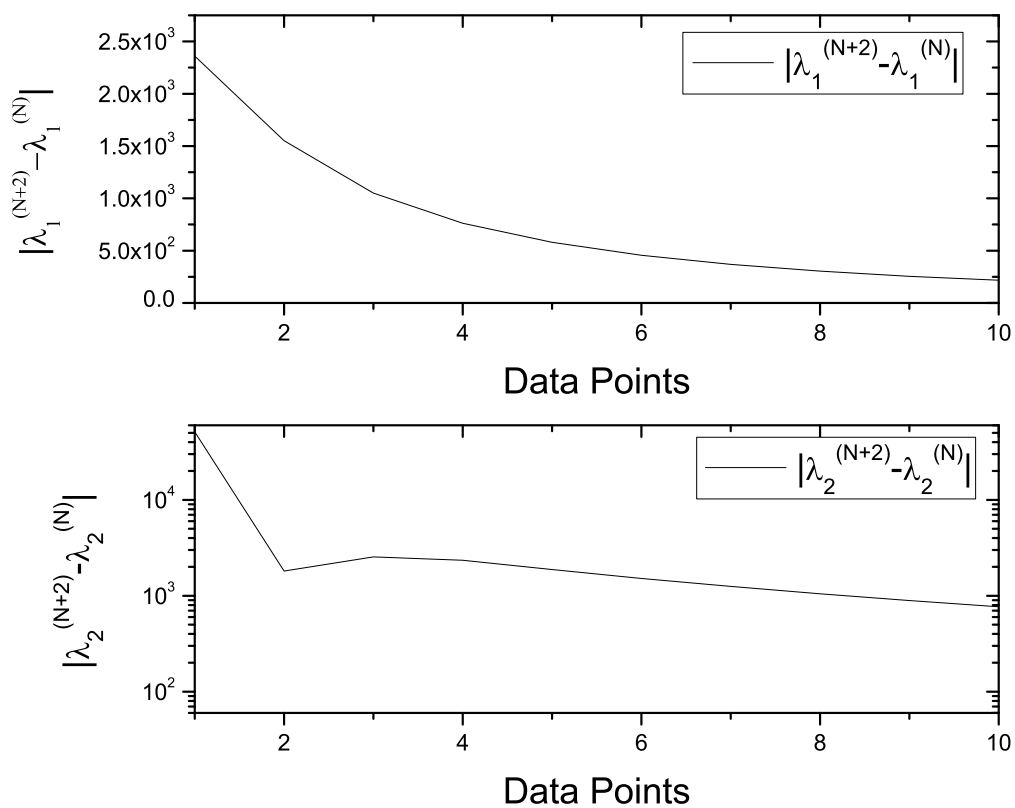 |λ₁⁽ᴺ⁺²⁾-λ₁⁽ᴺ⁾|
2.5x10³
2.0x10³
1.5x10³
1.0x10³
5.0x10²
0.0
|λ₁⁽ᴺ⁺²⁾−λ₁⁽ᴺ⁾|
2 4 6 8 10
Data Points
|λ₂⁽ᴺ⁺²⁾-λ₂⁽ᴺ⁾|
10⁴
10³
10²
|λ₂⁽ᴺ⁺²⁾-λ₂⁽ᴺ⁾|
2 4 6 8 10
Data Points